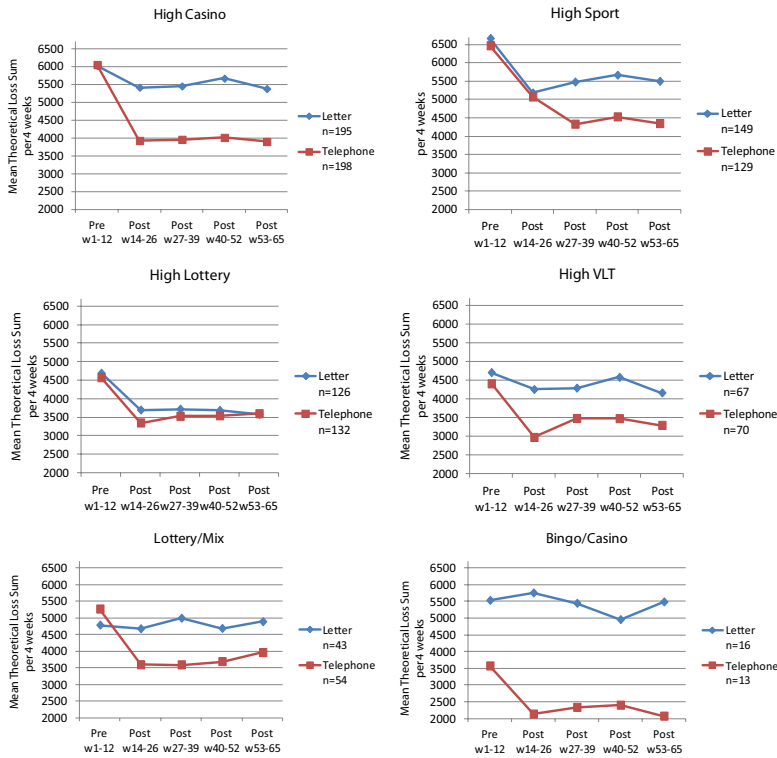 High Casino
Mean Theoretical Loss Sum
per 4 weeks
6500
6000
5500
5000
4500
4000
3500
3000
2500
2000
Pre Post Post Post Post
w1-12 w14-26 w27-39 w40-52 w53-65
Letter
n=195
Telephone
n=198
High Sport
Mean Theoretical Loss Sum
per 4 weeks
6500
6000
5500
5000
4500
4000
3500
3000
2500
2000
Pre Post Post Post Post
w1-12 w14-26 w27-39 w40-52 w53-65
Letter
n=149
Telephone
n=129
High Lottery
Mean Theoretical Loss Sum
per 4 weeks
6500
6000
5500
5000
4500
4000
3500
3000
2500
2000
Pre Post Post Post Post
w1-12 w14-26 w27-39 w40-52 w53-65
Letter
n=126
Telephone
n=132
High VLT
Mean Theoretical Loss Sum
per 4 weeks
6500
6000
5500
5000
4500
4000
3500
3000
2500
2000
Pre Post Post Post Post
w1-12 w14-26 w27-39 w40-52 w53-65
Letter
n=67
Telephone
n=70
Lottery/Mix
Mean Theoretical Loss Sum
per 4 weeks
6500
6000
5500
5000
4500
4000
3500
3000
2500
2000
Pre Post Post Post Post
w1-12 w14-26 w27-39 w40-52 w53-65
Letter
n=43
Telephone
n=54
Bingo/Casino
Mean Theoretical Loss Sum
per 4 weeks
6500
6000
5500
5000
4500
4000
3500
3000
2500
2000
Pre Post Post Post Post
w1-12 w14-26 w27-39 w40-52 w53-65
Letter
n=16
Telephone
n=13